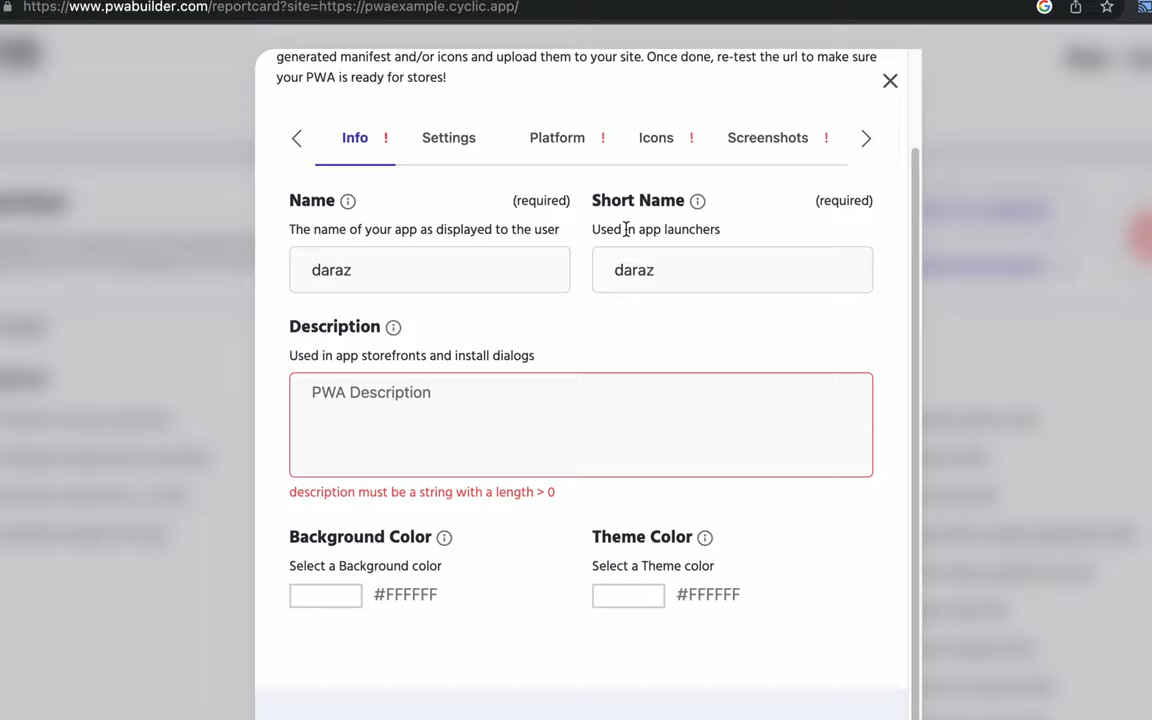 https://www.pwabuilder.com/reportcard?site=https://pwaexample.cyclic.app/
generated manifest and/or icons and upload them to your site. Once done, re-test the url to make sure
your PWA is ready for stores!
Info ! Settings Platform ! Icons ! Screenshots !
Name (required) Short Name (required)
The name of your app as displayed to the user Used in app launchers
daraz daraz
Description
Used in app storefronts and install dialogs
PWA Description
description must be a string with a length > 0
Background Color Theme Color
Select a Background color Select a Theme color
#FFFFFF #FFFFFF